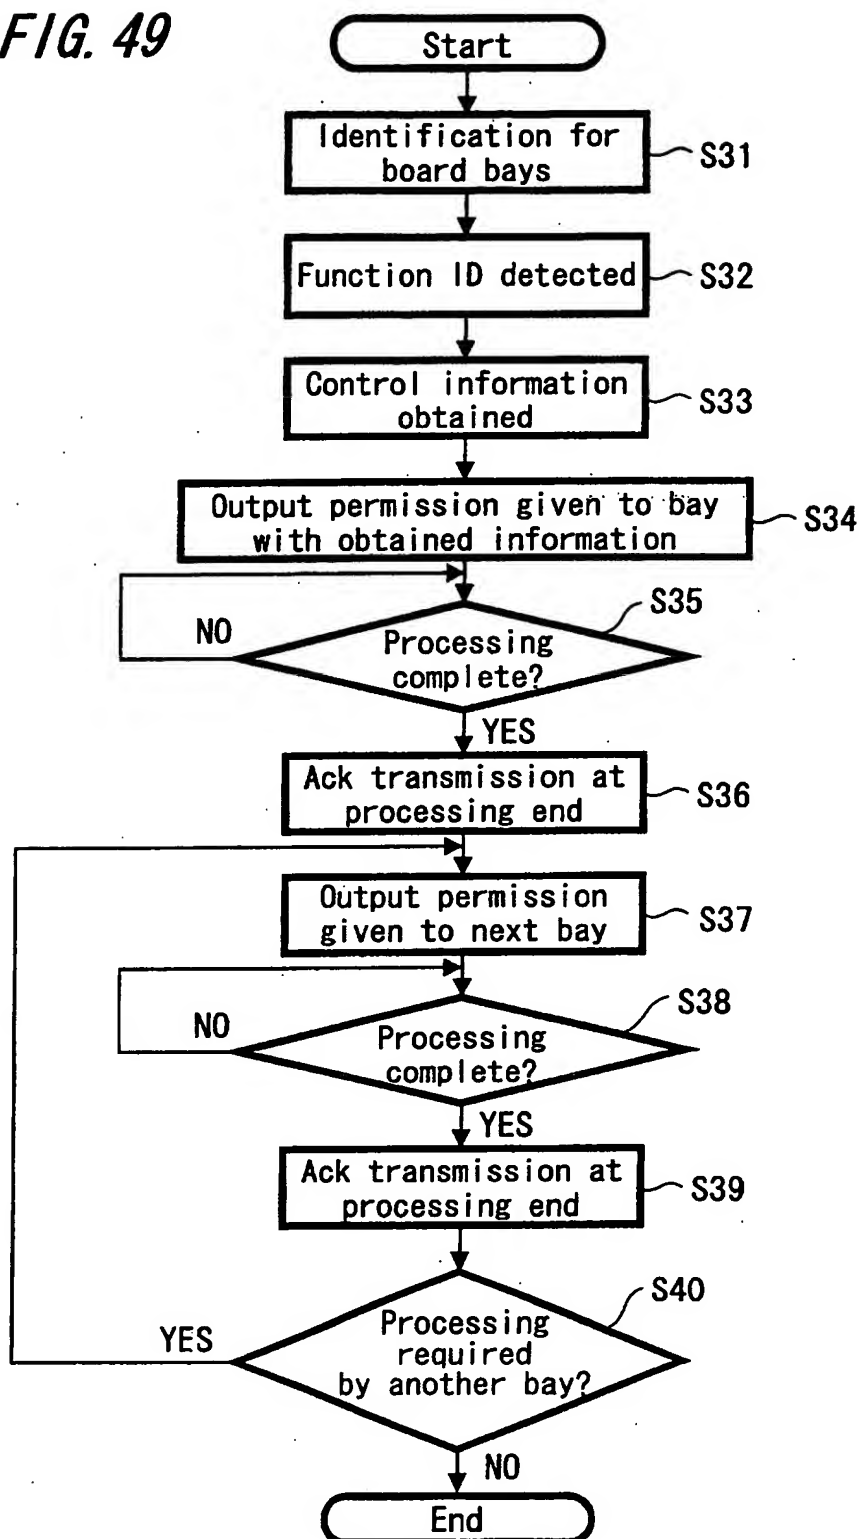 FIG. 49
Start
Identification for
board bays
S31
Function ID detected
S32
Control information
obtained
S33
Output permission given to bay
with obtained information
S34
S35
NO
Processing
complete?
YES
Ack transmission at
processing end
S36
Output permission
given to next bay
S37
S38
NO
Processing
complete?
YES
Ack transmission at
processing end
S39
S40
YES
Processing
required
by another bay?
NO
End